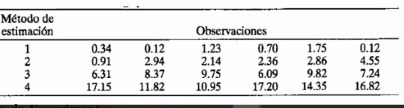 Método de
estimación Observaciones
1 0.34 0.12 1.23 0.70 1.75 0.12
2 0.91 2.94 2.14 2.36 2.86 4.55
3 6.31 8.37 9.75 6.09 9.82 7.24
4 17.15 11.82 10.95 17.20 14.35 16.82